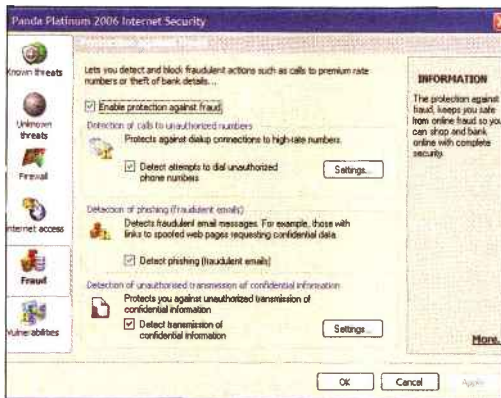 Panda Platinum 2006 Internet Security
Known threats
Unknown
threats
Firewall
Internet access
Fraud
Vulnerabilities
Lets you detect and block fraudulent actions such as calls to premium rate
numbers or theft of bank details...
Enable protection against fraud
Detection of calls to unauthorized numbers
Protects against dialup connections to high-rate numbers.
Detect attempts to dial unauthorized
phone numbers
Settings...
Detection of phishing (fraudulent emails)
Detects fraudulent email messages. For example, those with
links to spoofed web pages requesting confidential data
Detect phishing (fraudulent emails)
Detection of unauthorised transmission of confidential information
Protects you against unauthorized transmission of
confidential information
Detect transmission of
confidential information
Settings...
INFORMATION
The protection against
fraud, keeps you safe
from online fraud so you
can shop and bank
online with complete
security.
More.
OK
Cancel
Apply